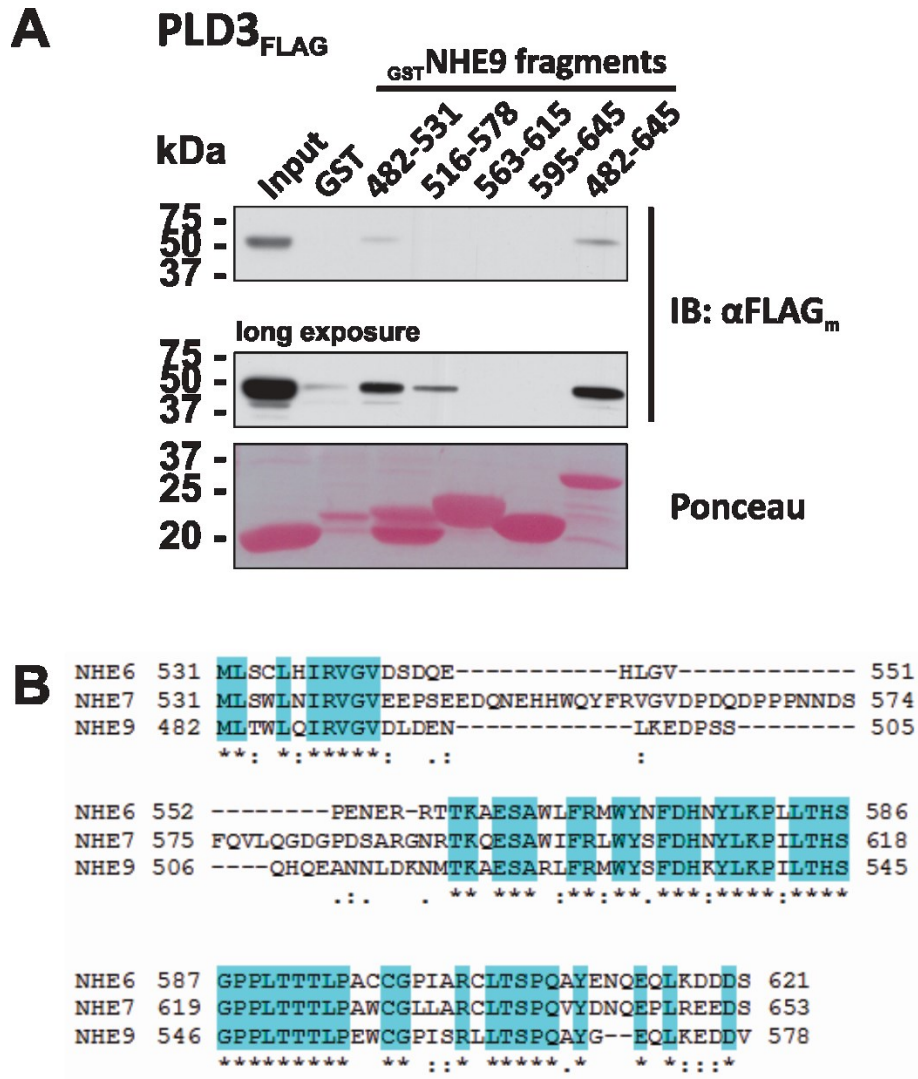 A
PLD3FLAG
GSTNHE9 fragments
kDa
Input GST 482-531 516-578 563-615 595-645 482-645
75 -
50 -
37 -
IB: αFLAGm
long exposure
75 -
50 -
37 -
37 -
25 -
20 -
Ponceau
B
NHE6 531 MLSCLHIRVGVDSDQE-----------HLGV------------ 551
NHE7 531 MLSWLNIRVGVEEPSEEDQNEHHWQYFRVGVDPDQDPPPNNDS 574
NHE9 482 MLTWLQIRVGVDLDEN-----------LKEDPSS--------- 505
**: *:*****: .: :
NHE6 552 --------PENER-RTTKAESAWLFRMWYNFDHNYLKPLLTHS 586
NHE7 575 FQVLQGDGPDSARGNRTKQESAWIFRLWYSFDHNYLKPILTHS 618
NHE9 506 ----QHQEANNLDKNMTKAESARLFRMWYSFDHKYLKPILTHS 545
.:. . ** *** :**:**.***:****:****
NHE6 587 GPPLTTTLPACCGPIARCLTSPQAYENQEQLKDDDS 621
NHE7 619 GPPLTTTLPAWCGLLARCLTSPQVYDNQEPLREEDS 653
NHE9 546 GPPLTTTLPEWCGPISRLLTSPQAYG--EQLKEDDV 578
********* ** ::* *****.* * *:::*